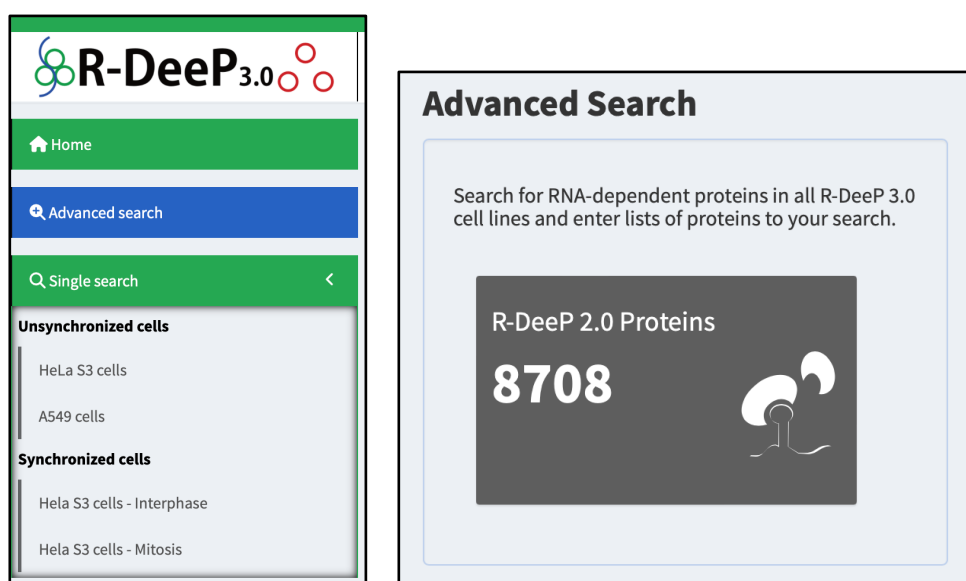 R-DeeP3.0
Home
Advanced search
Single search
Unsynchronized cells
HeLa S3 cells
A549 cells
Synchronized cells
Hela S3 cells - Interphase
Hela S3 cells - Mitosis
Advanced Search
Search for RNA-dependent proteins in all R-DeeP 3.0
cell lines and enter lists of proteins to your search.
R-DeeP 2.0 Proteins
8708